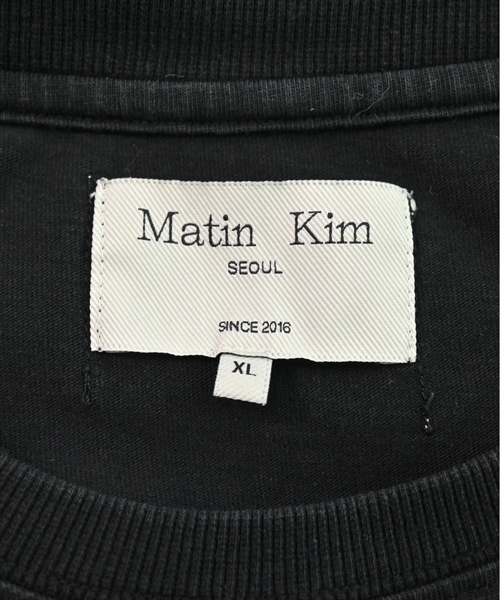 Matin Kim
SEOUL
SINCE 2016
XL